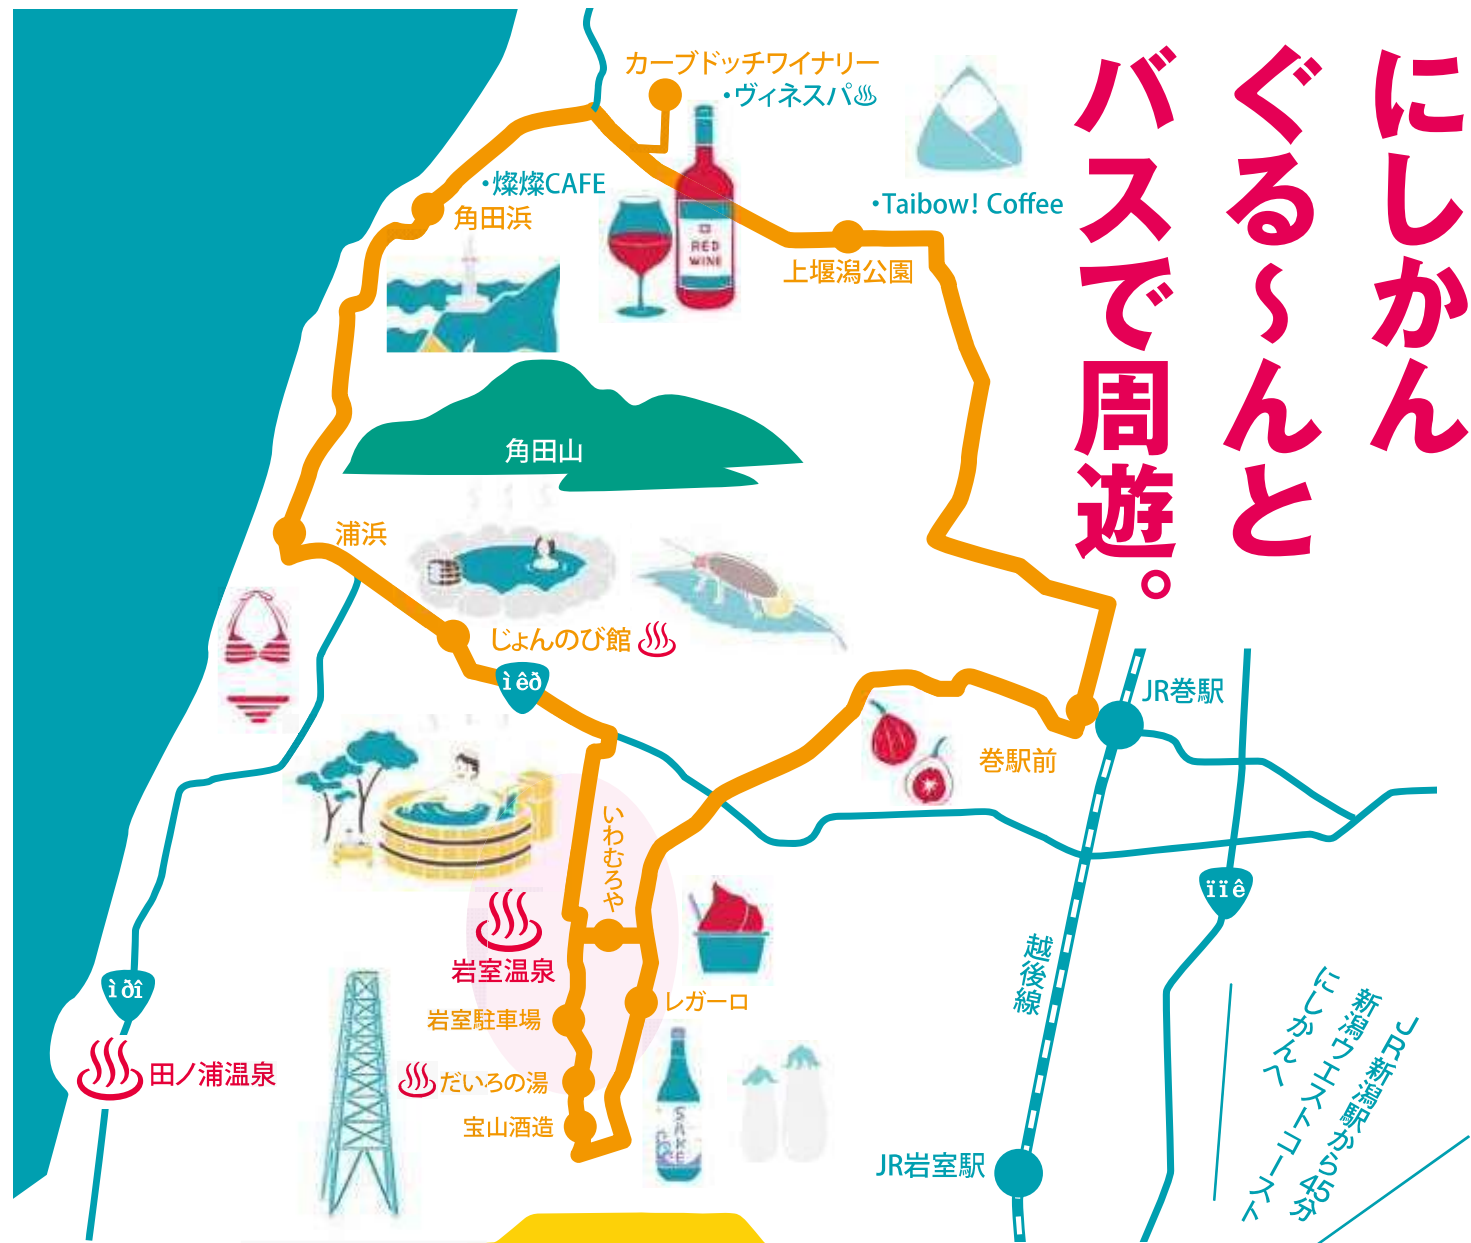 にしかん
ぐる〜んと
バスで周遊。
カーブドッチワイナリー
・ヴィネスパ
・燦燦CAFE
角田浜
・Taibow! Coffee
上堰潟公園
RED
WINE
角田山
浦浜
じょんのび館
ìêð
JR巻駅
巻駅前
いわむろや
岩室温泉
ïïê
越後線
レガーロ
岩室駐車場
ìðî
田ノ浦温泉
だいろの湯
宝山酒造
SAKE
JR岩室駅
JR新潟駅から45分
新潟ウエストコースト
にしかんへ